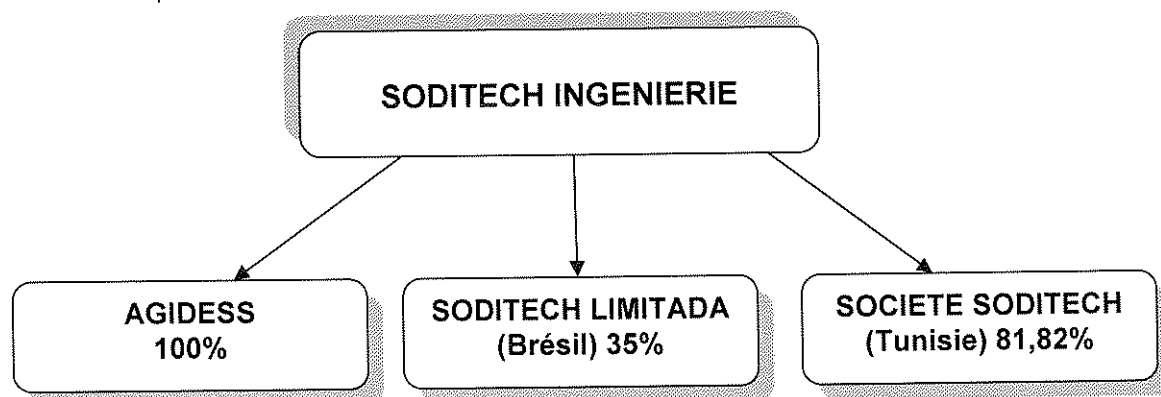 SODITECH INGENIERIE
AGIDESS
100%
SODITECH LIMITADA
(Brésil) 35%
SOCIETE SODITECH
(Tunisie) 81,82%